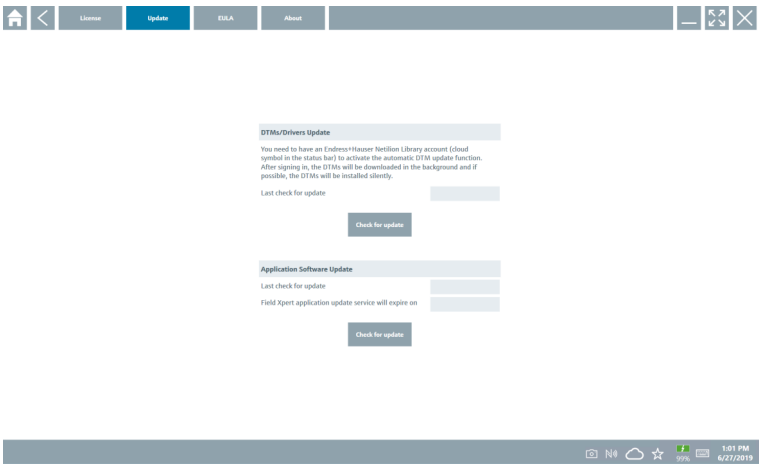 License Update EULA About
DTMs/Drivers Update
You need to have an Endress+Hauser Netilion Library account (cloud
symbol in the status bar) to activate the automatic DTM update function.
After signing in, the DTMs will be downloaded in the background and if
possible, the DTMs will be installed silently.
Last check for update
Check for update
Application Software Update
Last check for update
Field Xpert application update service will expire on
Check for update
99%
1:01 PM
6/27/2019